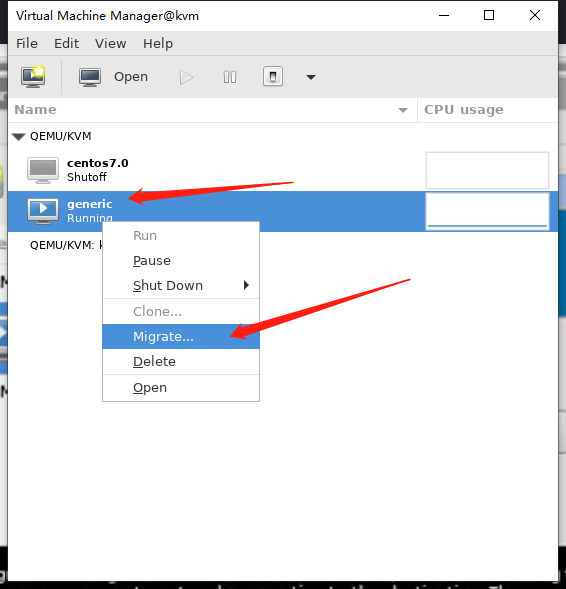 Virtual Machine Manager@kvm
File Edit View Help
Open
Name CPU usage
QEMU/KVM
centos7.0
Shutoff
generic
Running
QEMU/KVM:
Run
Pause
Shut Down
Clone...
Migrate...
Delete
Open